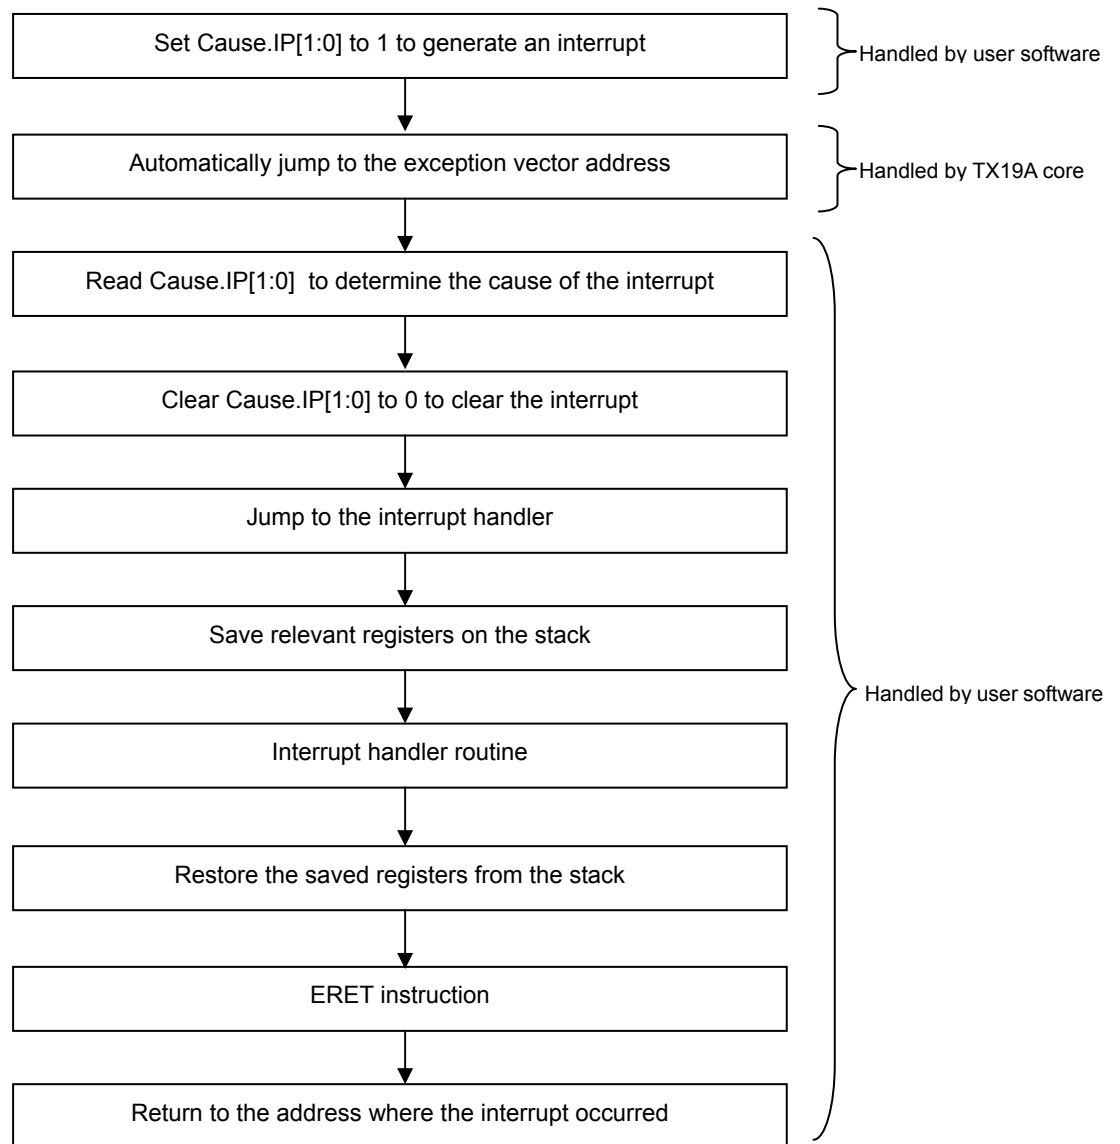 Set Cause.IP[1:0] to 1 to generate an interrupt
Handled by user software
Automatically jump to the exception vector address
Handled by TX19A core
Read Cause.IP[1:0]  to determine the cause of the interrupt
Clear Cause.IP[1:0] to 0 to clear the interrupt
Jump to the interrupt handler
Save relevant registers on the stack
Handled by user software
Interrupt handler routine
Restore the saved registers from the stack
ERET instruction
Return to the address where the interrupt occurred